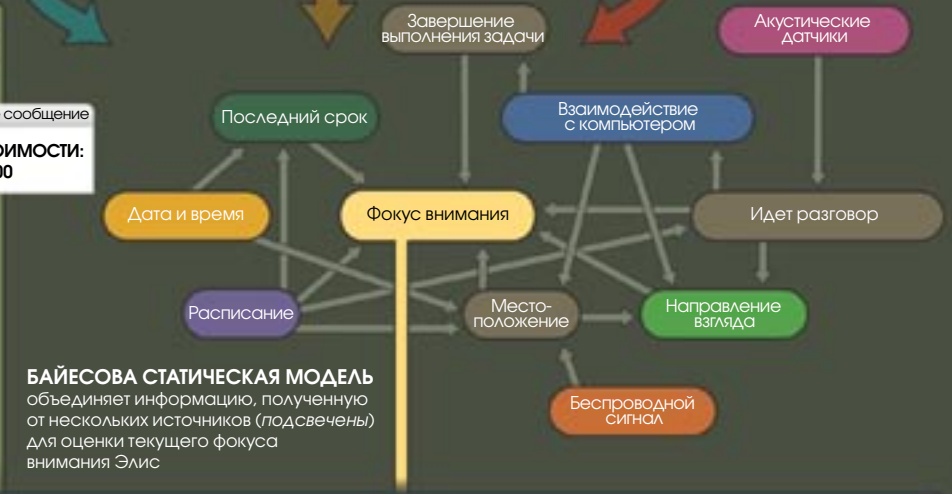 Завершение
выполнения задачи
Акустические
датчики
сообщение
Последний срок
Взаимодействие
с компьютером
Дата и время
Фокус внимания
Идет разговор
Расписание
Место-
положение
Направление
взгляда
БАЙЕСОВА СТАТИЧЕСКАЯ МОДЕЛЬ
объединяет информацию, полученную
от нескольких источников (подсвечены)
для оценки текущего фокуса
внимания Элис
Беспроводной
сигнал